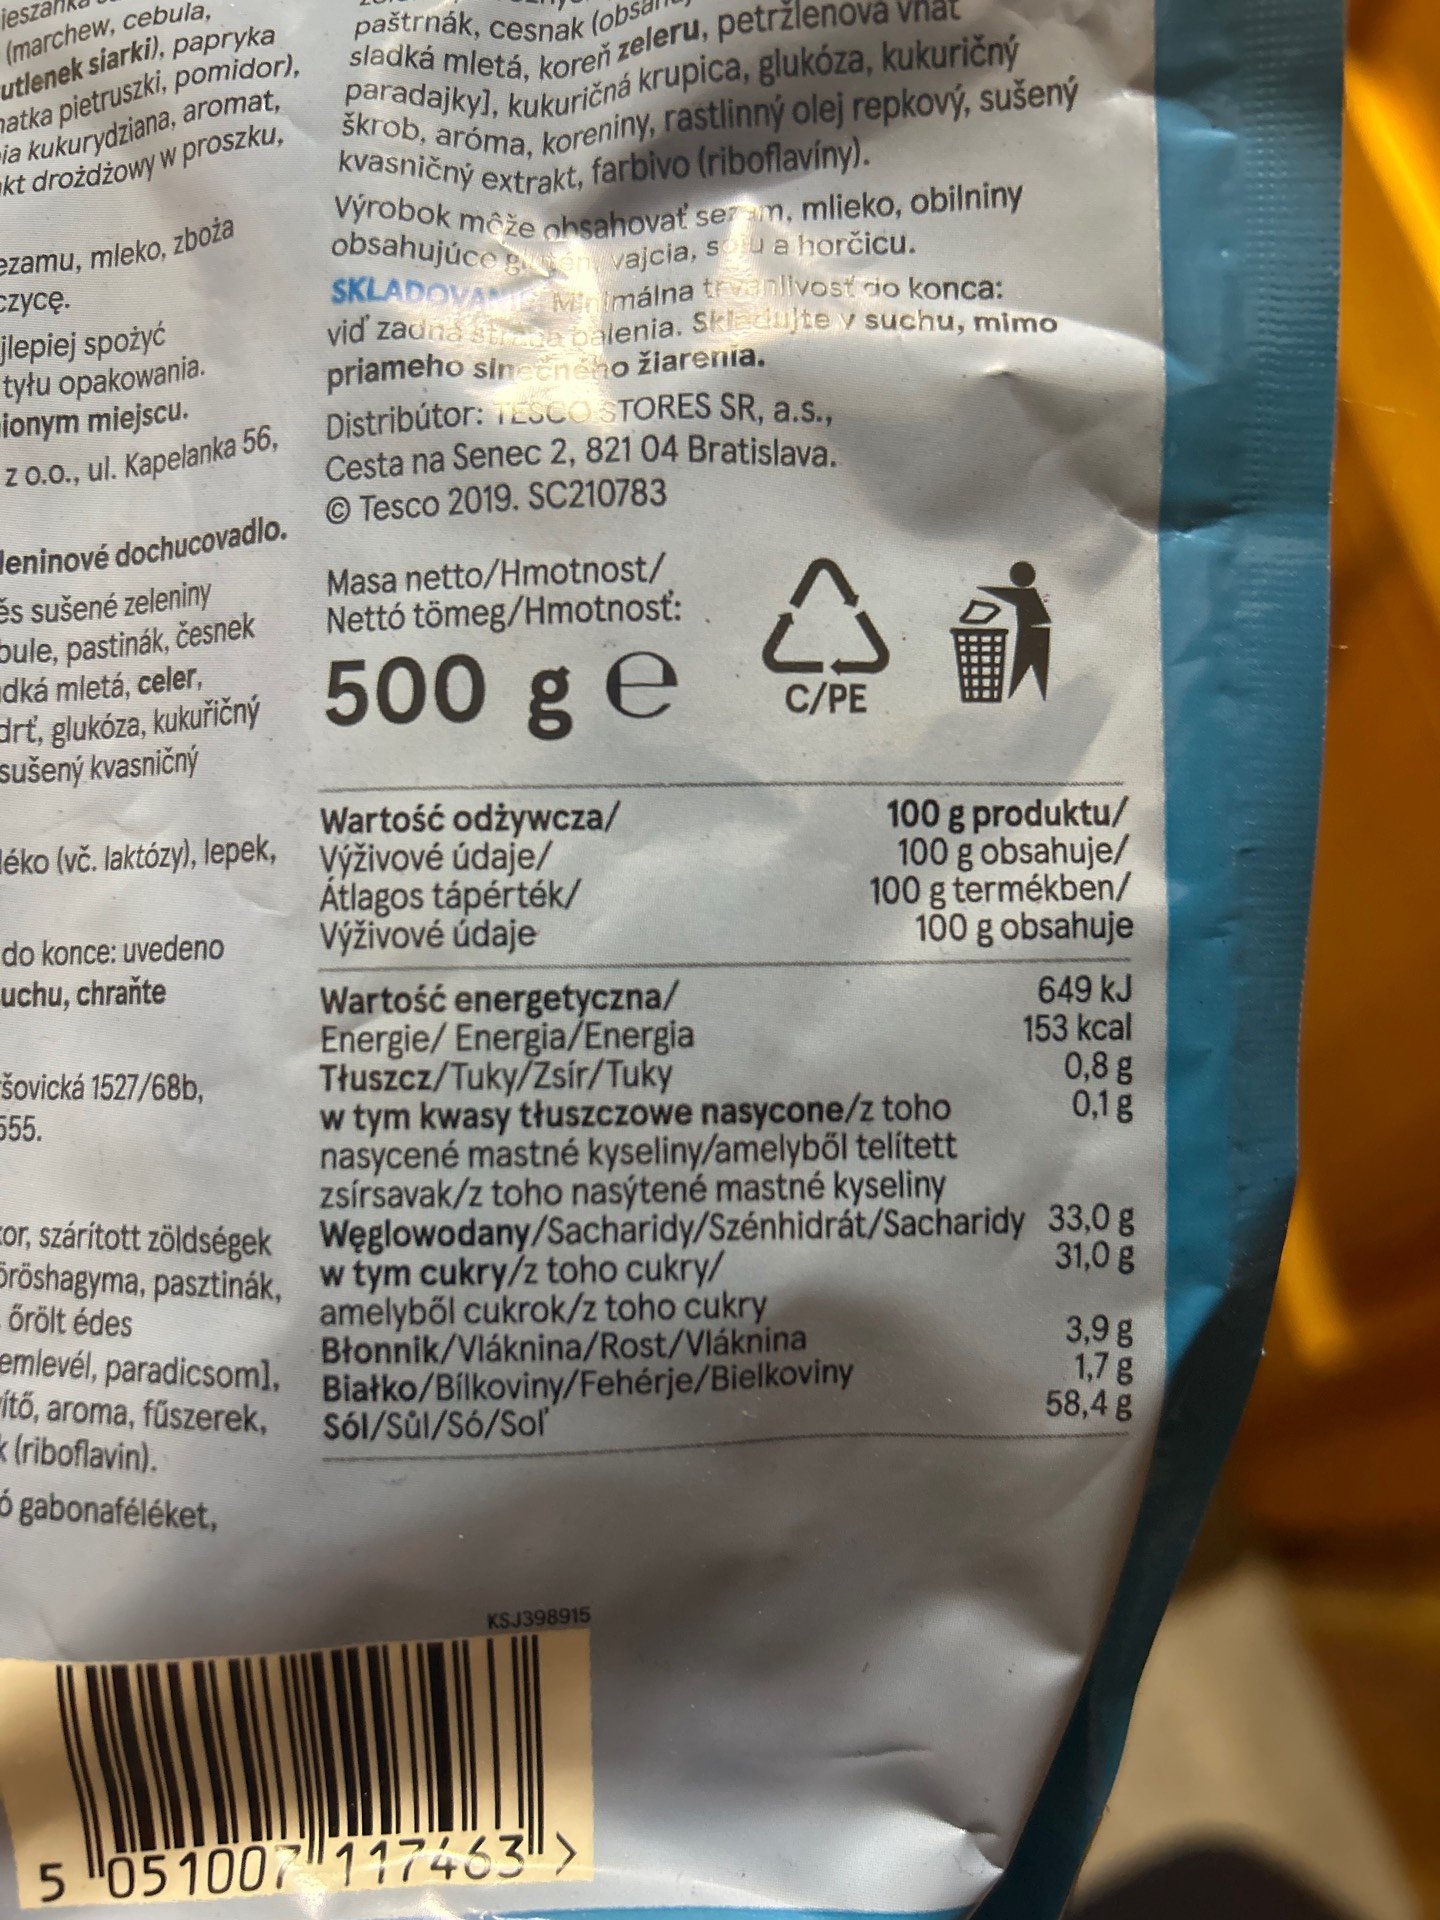 (marchew, cebula,
utlenek siarki), papryka
natka pietruszki, pomidor),
kukurydziana, aromat,
drożdżowy w proszku,
mleko, zboża
jlepiej spożyć
tyłu opakowania.
ionym miejscu.
z o.o., ul. Kapelanka 56,
leninové dochucovadlo.
sušené zeleniny
pastinák, česnek
dká mletá, celer,
drť, glukóza, kukuřičný
sušený kvasničný
léko (vč. laktózy), lepek,
do konce: uvedeno
uchu, chraňte
šovická 1527/68b,
555.
or, szárított zöldségek
öröshagyma, pasztinák,
őrölt édes
emlevél, paradicsom],
ítő, aroma, fűszerek,
(riboflavin).
ó gabonaféléket,
paštrnák, cesnak
sladká mletá, koreň zeleru, petržlenová vňať
paradajky], kukuričná krupica, glukóza, kukuričný
škrob, aróma, koreniny, rastlinný olej repkový, sušený
kvasničný extrakt, farbivo (riboflavíny).
Výrobok môže obsahovať sezam, mlieko, obilniny
obsahujúce glutén, vajcia, sóju a horčicu.
SKLADOVANIE Minimálna trvanlivosť do konca:
viď zadná strana balenia. Skladujte v suchu, mimo
priameho slnečného žiarenia.
Distribútor: TESCO STORES SR, a.s.,
Cesta na Senec 2, 821 04 Bratislava.
© Tesco 2019. SC210783
Masa netto/Hmotnost/
Nettó tömeg/Hmotnosť:
500 g e
C/PE
Wartość odżywcza/ 100 g produktu/
Výživové údaje/ 100 g obsahuje/
Átlagos tápérték/ 100 g termékben/
Výživové údaje 100 g obsahuje
Wartość energetyczna/ 649 kJ
Energie/ Energia/Energia 153 kcal
Tłuszcz/Tuky/Zsír/Tuky 0,8 g
w tym kwasy tłuszczowe nasycone/z toho 0,1 g
nasycené mastné kyseliny/amelyből telített
zsírsavak/z toho nasýtené mastné kyseliny
Węglowodany/Sacharidy/Szénhidrát/Sacharidy 33,0 g
w tym cukry/z toho cukry/ 31,0 g
amelyből cukrok/z toho cukry
Błonnik/Vláknina/Rost/Vláknina 3,9 g
Białko/Bílkoviny/Fehérje/Bielkoviny 1,7 g
Sól/Sůl/Só/Soľ 58,4 g
KSJ398915
5 051007 117463 >